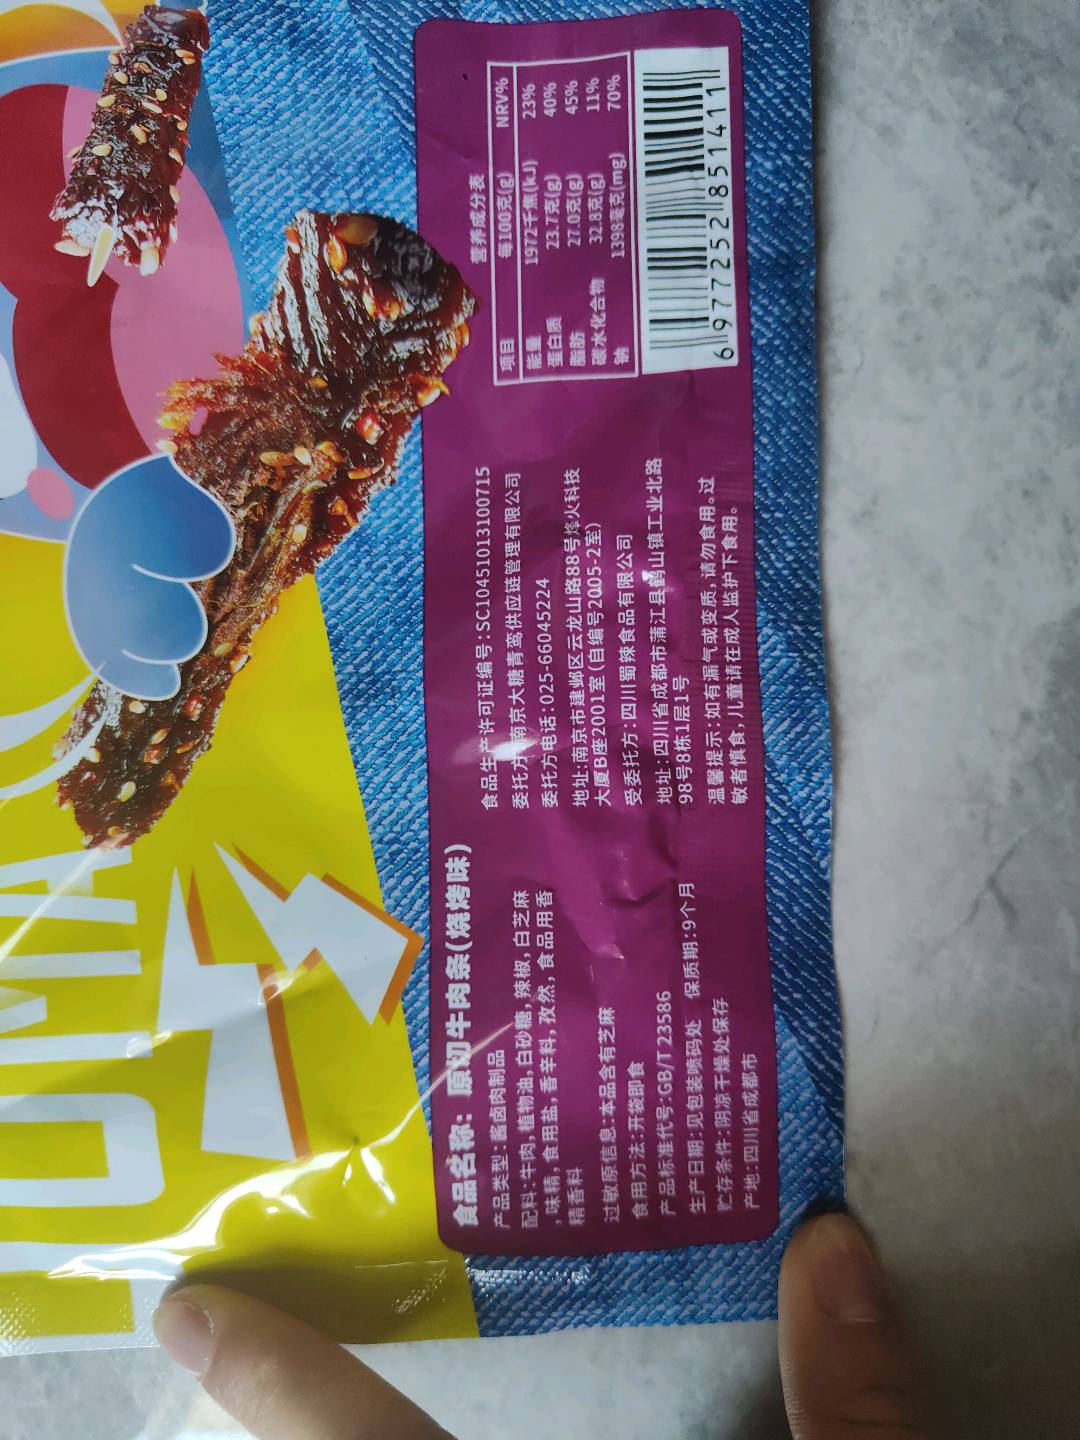 食品名称：原切牛肉条(烧烤味)
产品类型：酱卤肉制品
配料：牛肉,植物油,白砂糖,辣椒,白芝麻
,味精,食用盐,香辛料,孜然,食品用香
精香料
过敏原信息：本品含有芝麻
食用方法：开袋即食
产品标准代号：GB/T 23586
生产日期：见包装喷码处 保质期：9个月
贮存条件：阴凉干燥处保存
产地：四川省成都市
食品生产许可证编号：SC10451013100715
委托方:南京大糖青鸾供应链管理有限公司
委托方电话：025-66045224
地址:南京市建邺区云龙山路88号烽火科技
大厦B座2001室(自编号2005-2室)
受委托方：四川蜀辣食品有限公司
地址：四川省成都市蒲江县鹤山镇工业北路
98号8栋1层1号
温馨提示：如有漏气或变质,请勿食用。过
敏者慎食,儿童请在成人监护下食用。
营养成分表
项目 每100克(g) NRV%
能量 1972千焦(kJ) 23%
蛋白质 23.7克(g) 40%
脂肪 27.0克(g) 45%
碳水化合物 32.8克(g) 11%
钠 1398毫克(mg) 70%
6 977252 851411